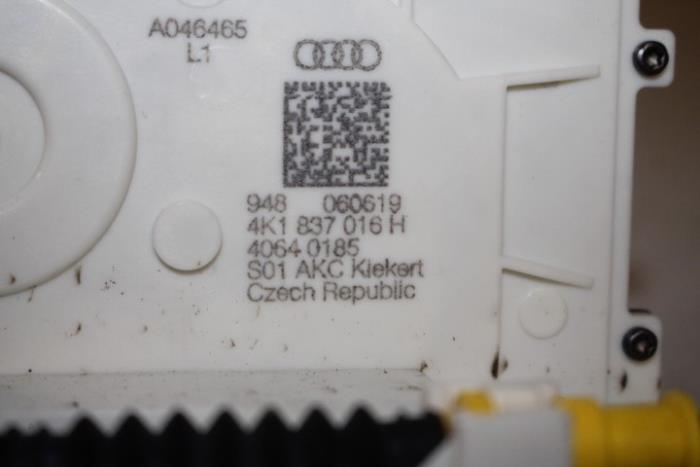 A046465
L1
948 060619
4K1 837 016 H
4064 0185
S01 AKC Kiekert
Czech Republic